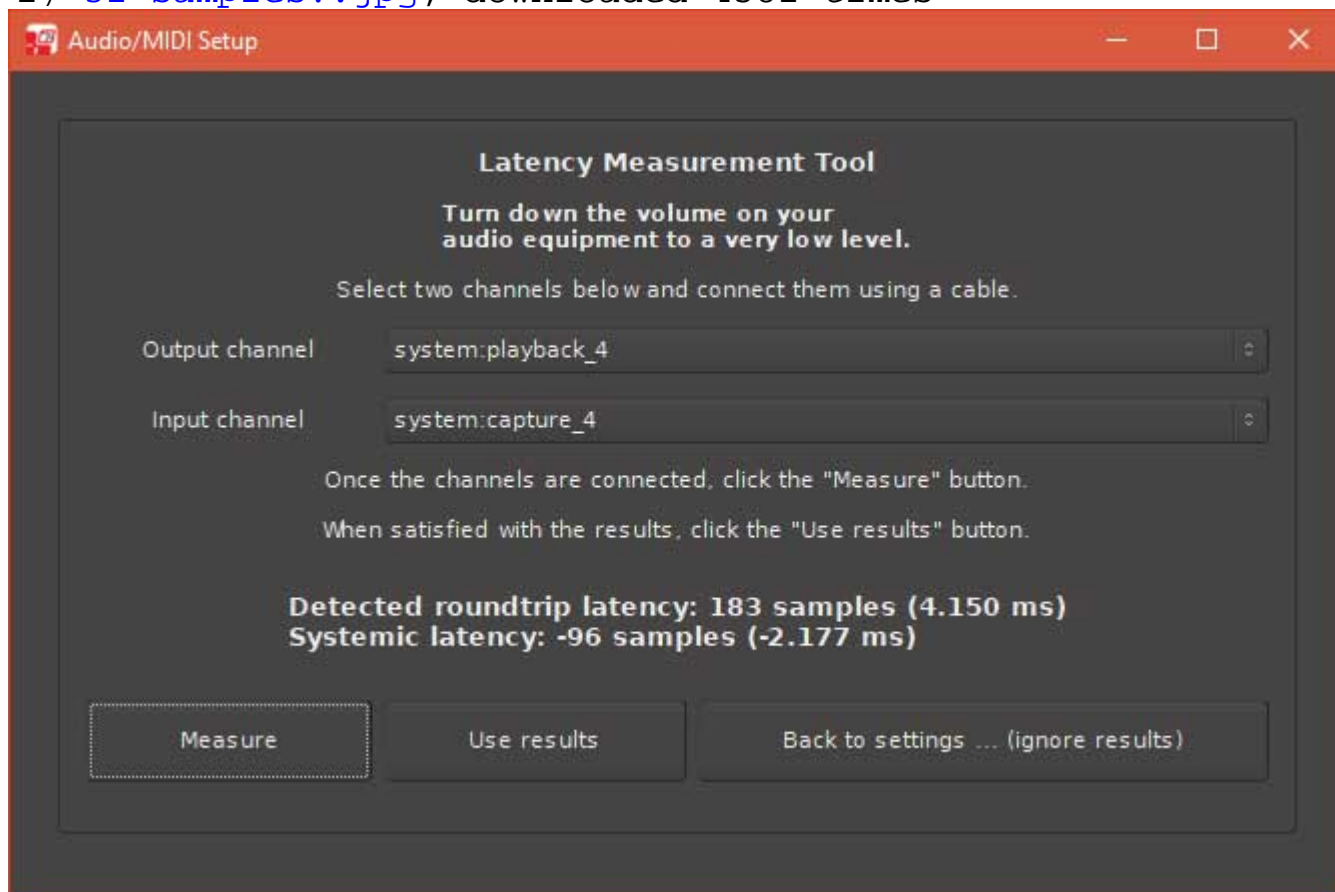 Audio/MIDI Setup
Latency Measurement Tool
Turn down the volume on your
audio equipment to a very low level.
Select two channels below and connect them using a cable.
Output channel system:playback_4
Input channel system:capture_4
Once the channels are connected, click the "Measure" button.
When satisfied with the results, click the "Use results" button.
Detected roundtrip latency: 183 samples (4.150 ms)
Systemic latency: -96 samples (-2.177 ms)
Measure Use results Back to settings ... (ignore results)